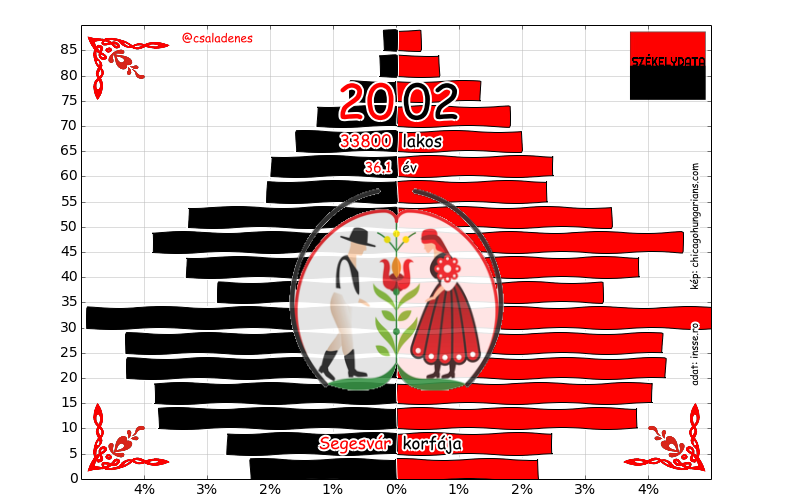 @csaladenes
SZÉKELYDATA
2002
33800 lakos
36.1 év
kép: chicagohungarians.com
adat: insse.ro
Segesvár korfája
85
80
75
70
65
60
55
50
45
40
35
30
25
20
15
10
5
0
4% 3% 2% 1% 0% 1% 2% 3% 4%